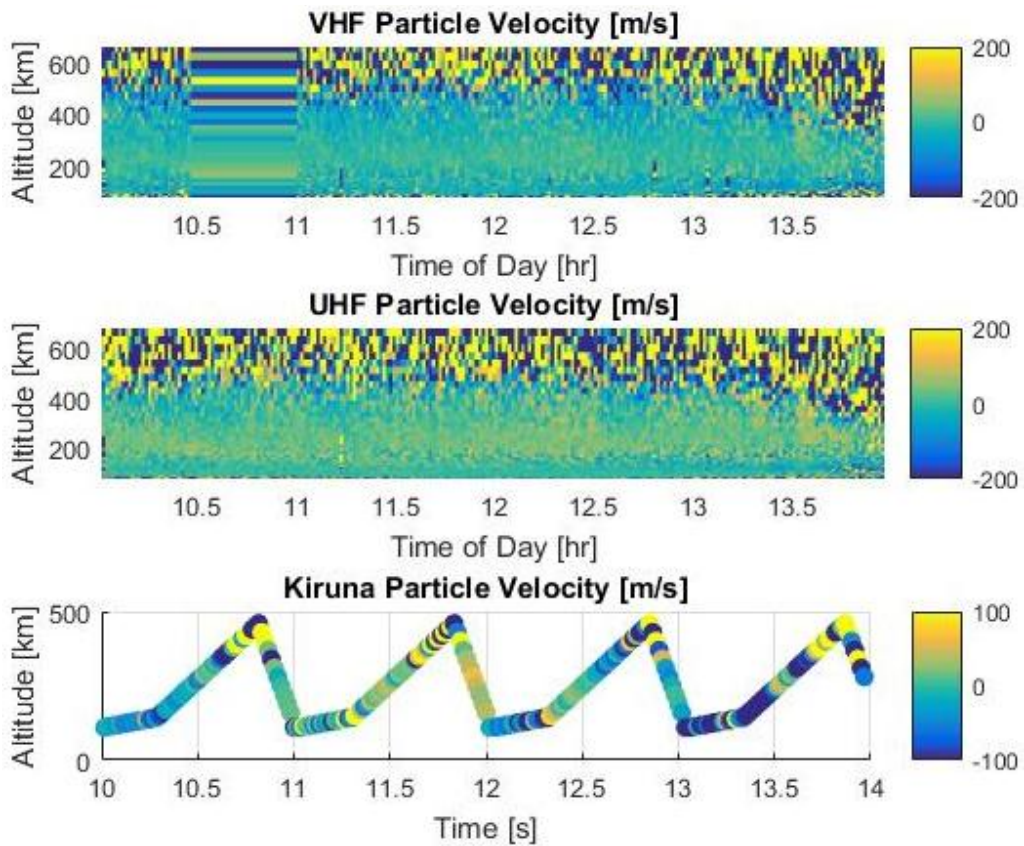 VHF Particle Velocity [m/s]
Altitude [km]
600
400
200
10.5 11 11.5 12 12.5 13 13.5
Time of Day [hr]
200
0
-200
UHF Particle Velocity [m/s]
Altitude [km]
600
400
200
10.5 11 11.5 12 12.5 13 13.5
Time of Day [hr]
200
0
-200
Kiruna Particle Velocity [m/s]
Altitude [km]
500
0
10 10.5 11 11.5 12 12.5 13 13.5 14
Time [s]
100
0
-100